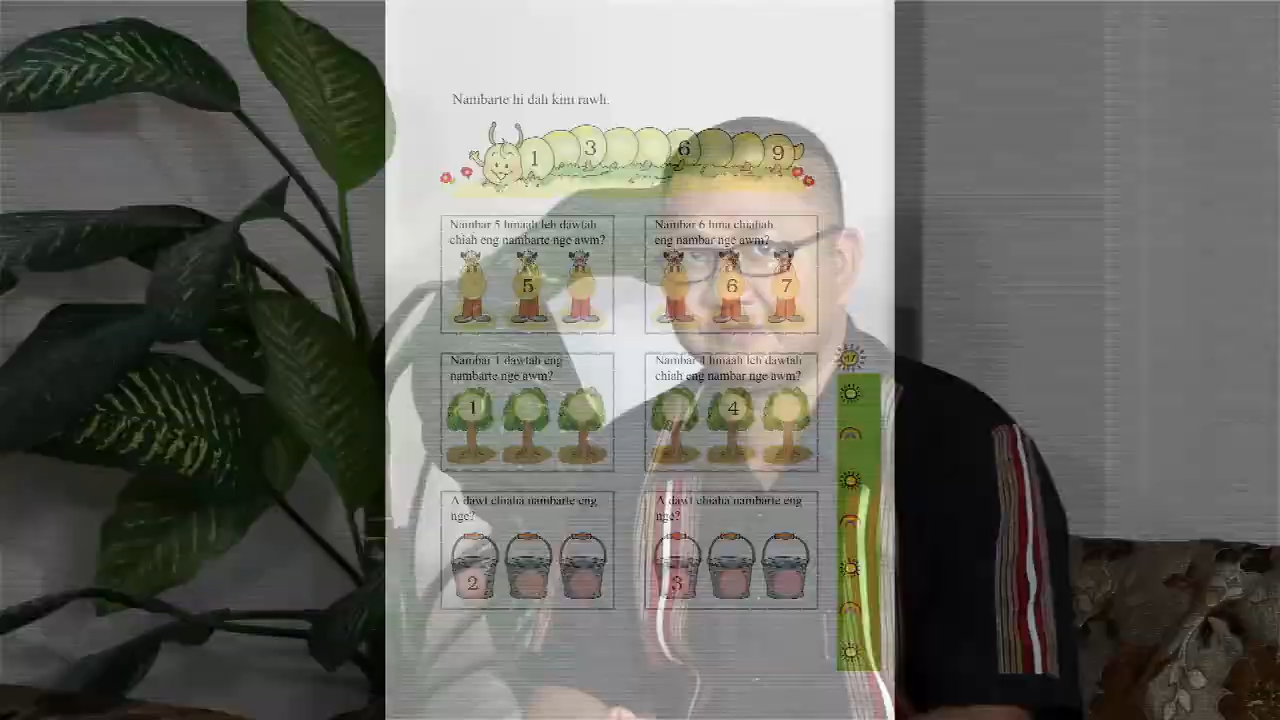 Nambarte hi dah kim rawh.
1 3 6 9
Nambar 5 hmaah leh dawtah
chiah eng nambarte nge awm?
5
Nambar 6 hma chiahah
eng nambar nge awm?
6 7
Nambar 1 dawtah eng
nambarte nge awm?
1
Nambar 4 hmaah leh dawtah
chiah eng nambar nge awm?
4
A dawt chiaha nambarte eng
nge?
2
A dawt chiaha nambarte eng
nge?
3
17